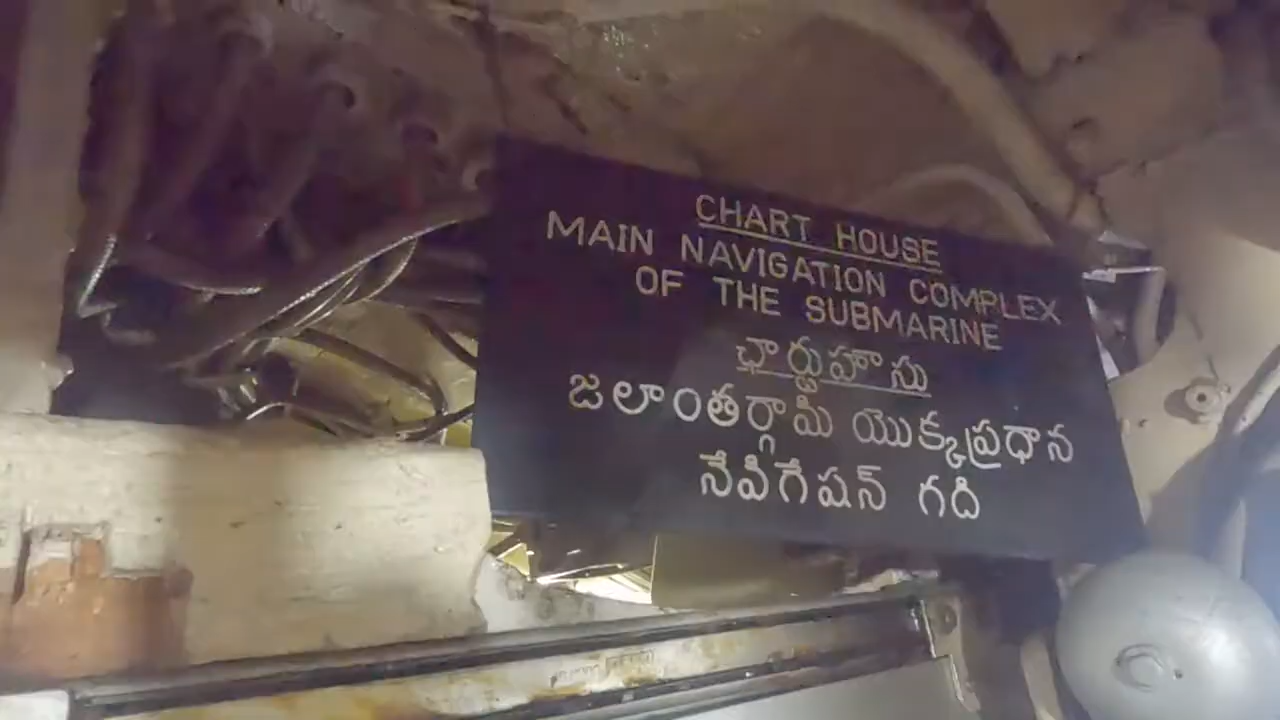 CHART HOUSE
MAIN NAVIGATION COMPLEX
OF THE SUBMARINE
ఛార్టుహౌసు
జలాంతర్గామి యొక్కప్రధాన
నేవిగేషన్ గది